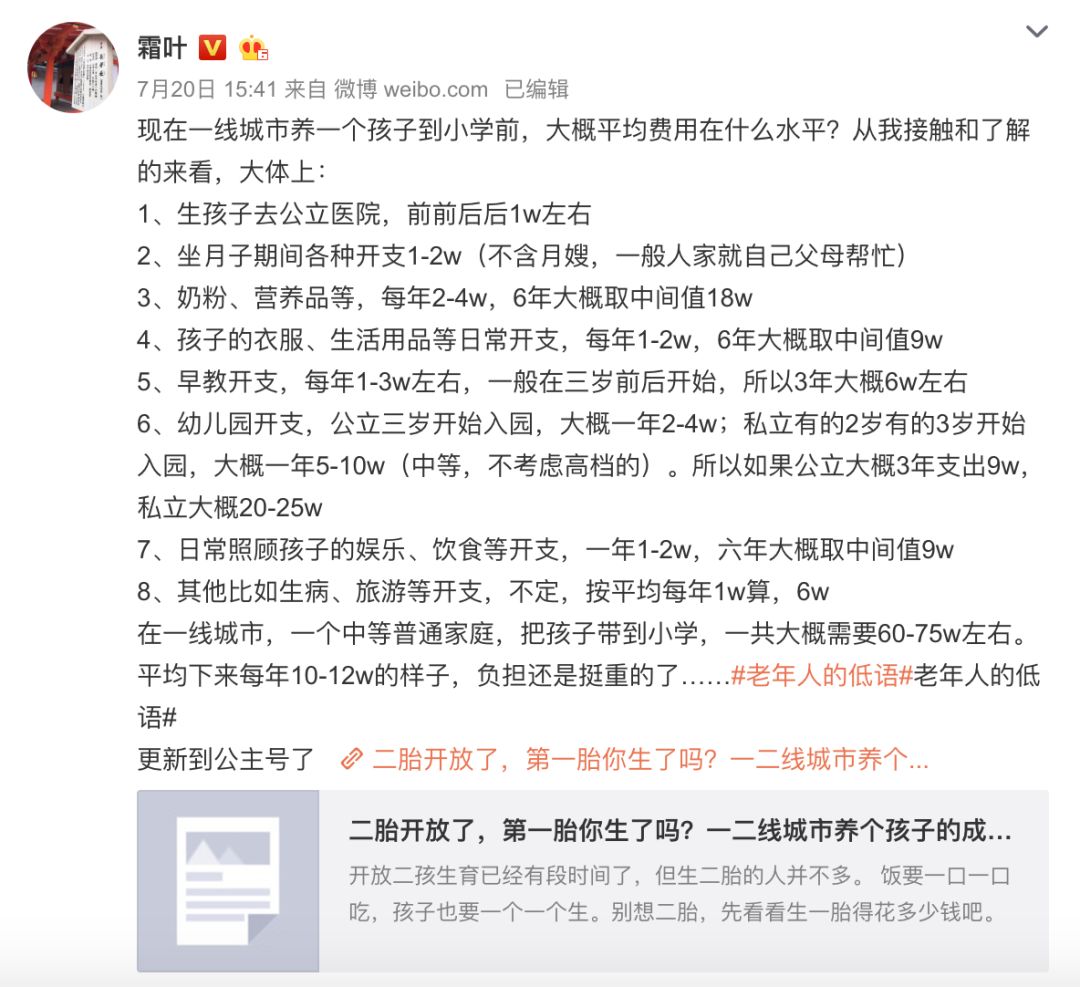 霜叶
7月20日 15:41 来自 微博 weibo.com 已编辑
现在一线城市养一个孩子到小学前，大概平均费用在什么水平？从我接触和了解
的来看，大体上：
1、生孩子去公立医院，前前后后1w左右
2、坐月子期间各种开支1-2w（不含月嫂，一般人家就自己父母帮忙）
3、奶粉、营养品等，每年2-4w，6年大概取中间值18w
4、孩子的衣服、生活用品等日常开支，每年1-2w，6年大概取中间值9w
5、早教开支，每年1-3w左右，一般在三岁前后开始，所以3年大概6w左右
6、幼儿园开支，公立三岁开始入园，大概一年2-4w；私立有的2岁有的3岁开始
入园，大概一年5-10w（中等，不考虑高档的）。所以如果公立大概3年支出9w，
私立大概20-25w
7、日常照顾孩子的娱乐、饮食等开支，一年1-2w，六年大概取中间值9w
8、其他比如生病、旅游等开支，不定，按平均每年1w算，6w
在一线城市，一个中等普通家庭，把孩子带到小学，一共大概需要60-75w左右。
平均下来每年10-12w的样子，负担还是挺重的了……#老年人的低语#老年人的低
语#
更新到公主号了 二胎开放了，第一胎你生了吗？一二线城市养个...
二胎开放了，第一胎你生了吗？一二线城市养个孩子的成...
开放二孩生育已经有段时间了，但生二胎的人并不多。 饭要一口一口
吃，孩子也要一个一个生。别想二胎，先看看生一胎得花多少钱吧。